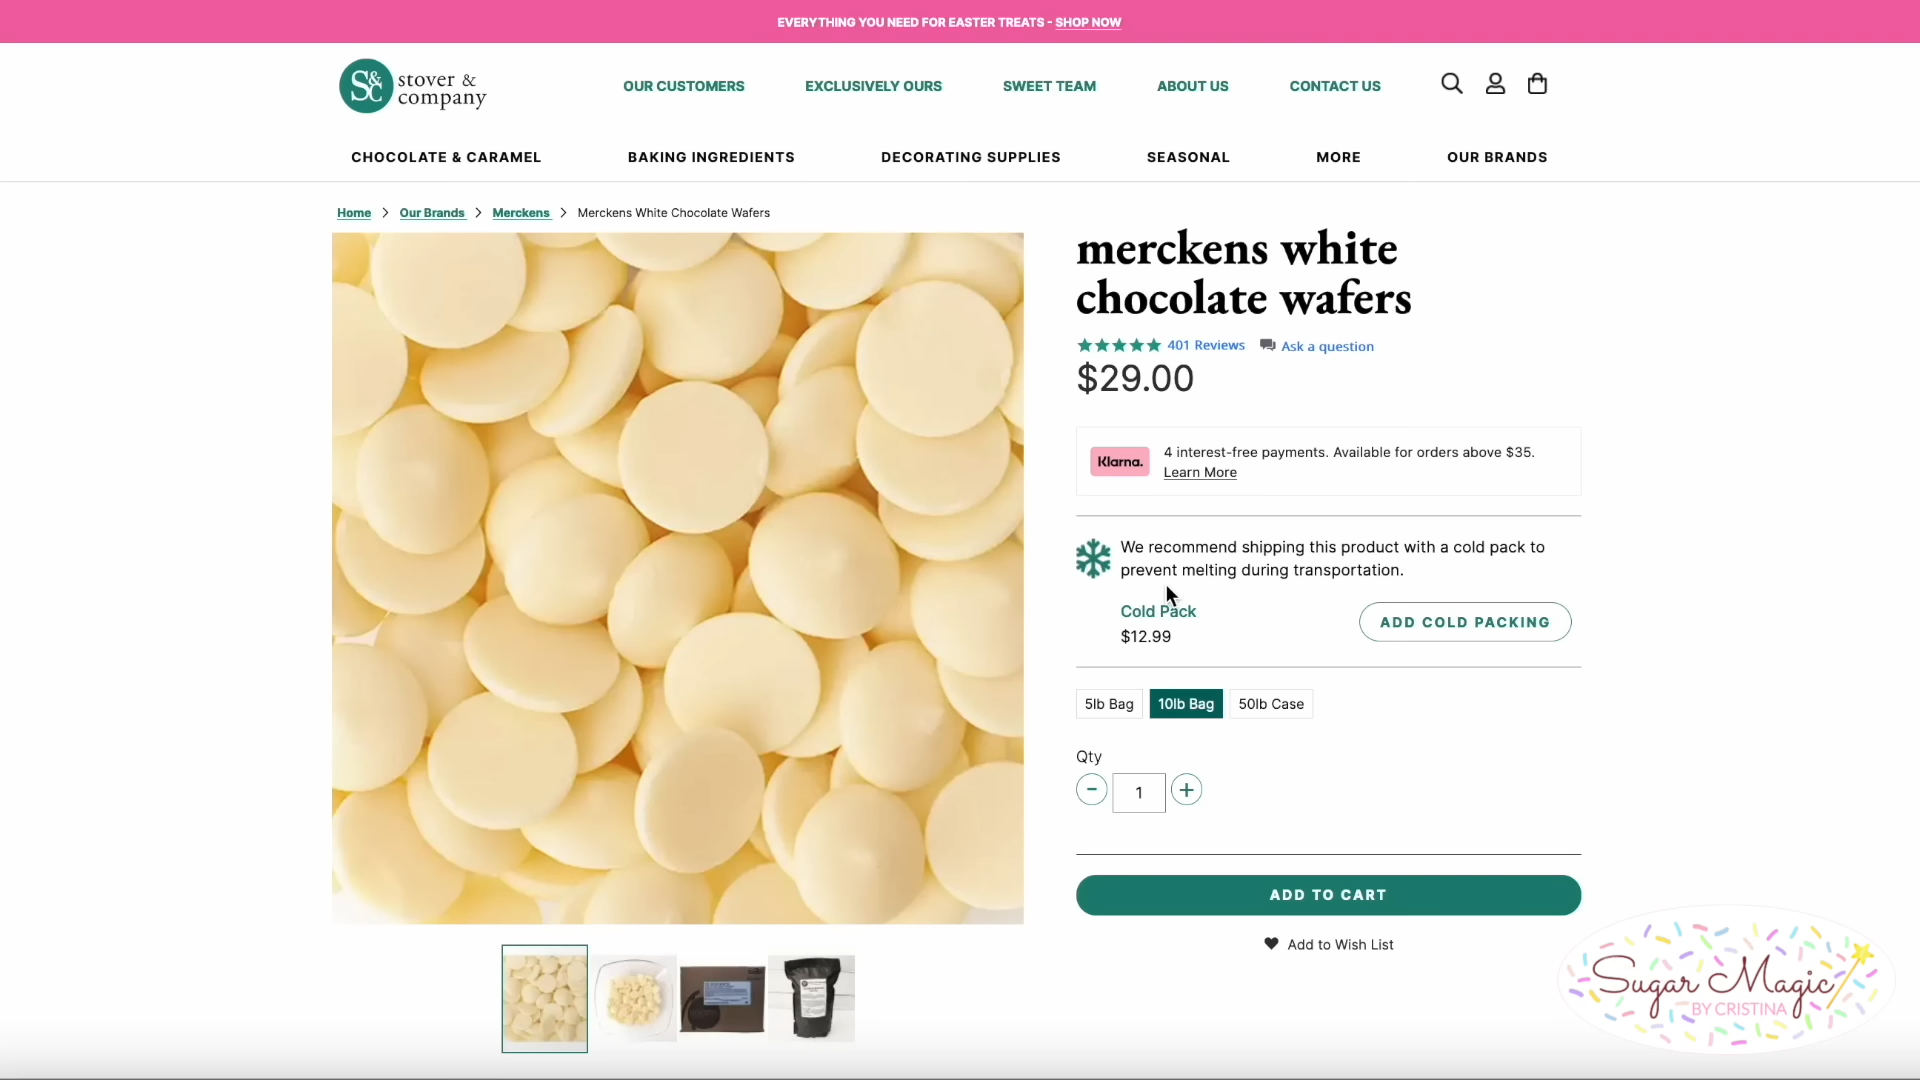 EVERYTHING YOU NEED FOR EASTER TREATS - SHOP NOW
S&C stover &
company
OUR CUSTOMERS EXCLUSIVELY OURS SWEET TEAM ABOUT US CONTACT US
CHOCOLATE & CARAMEL BAKING INGREDIENTS DECORATING SUPPLIES SEASONAL MORE OUR BRANDS
Home > Our Brands > Merckens > Merckens White Chocolate Wafers
merckens white
chocolate wafers
401 Reviews Ask a question
$29.00
Klarna. 4 interest-free payments. Available for orders above $35.
Learn More
We recommend shipping this product with a cold pack to
prevent melting during transportation.
Cold Pack
$12.99
ADD COLD PACKING
5lb Bag 10lb Bag 50lb Case
Qty
- 1 +
ADD TO CART
Add to Wish List
Sugar Magic
BY CRISTINA